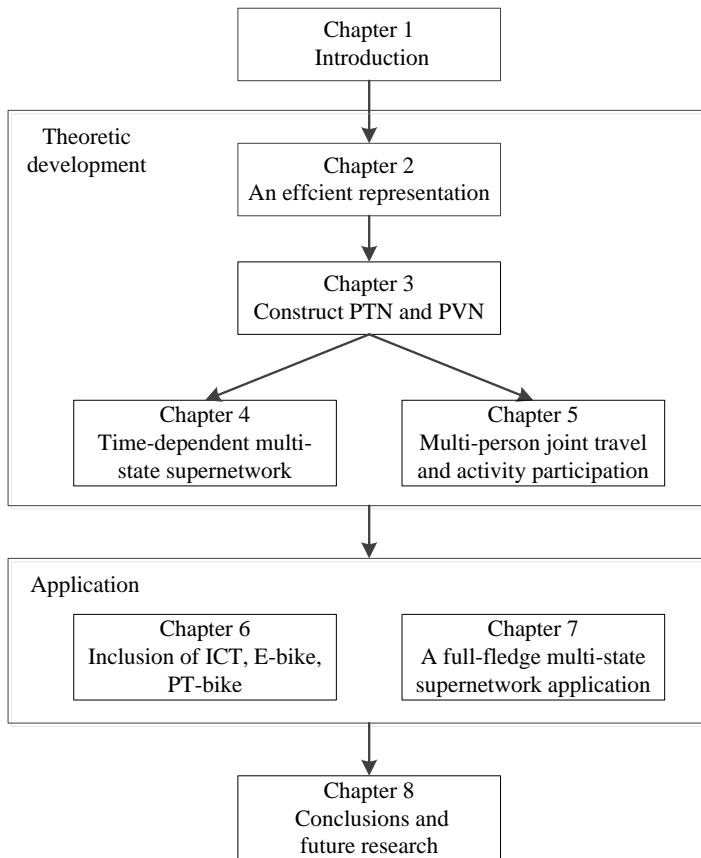 Chapter 1
Introduction
Theoretic
development
Chapter 2
An effcient representation
Chapter 3
Construct PTN and PVN
Chapter 4
Time-dependent multi-
state supernetwork
Chapter 5
Multi-person joint travel
and activity participation
Application
Chapter 6
Inclusion of ICT, E-bike,
PT-bike
Chapter 7
A full-fledge multi-state
supernetwork application
Chapter 8
Conclusions and
future research